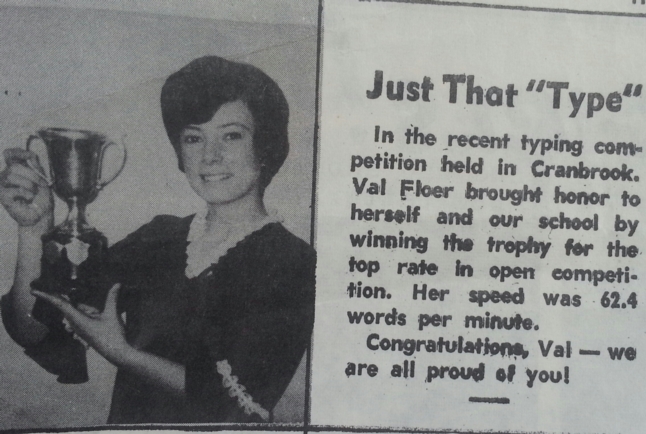 Just That "Type"
In the recent typing com-
petition held in Cranbrook.
Val Floer brought honor to
herself and our school by
winning the trophy for the
top rate in open competi-
tion. Her speed was 62.4
words per minute.
Congratulations, Val — we
are all proud of you!